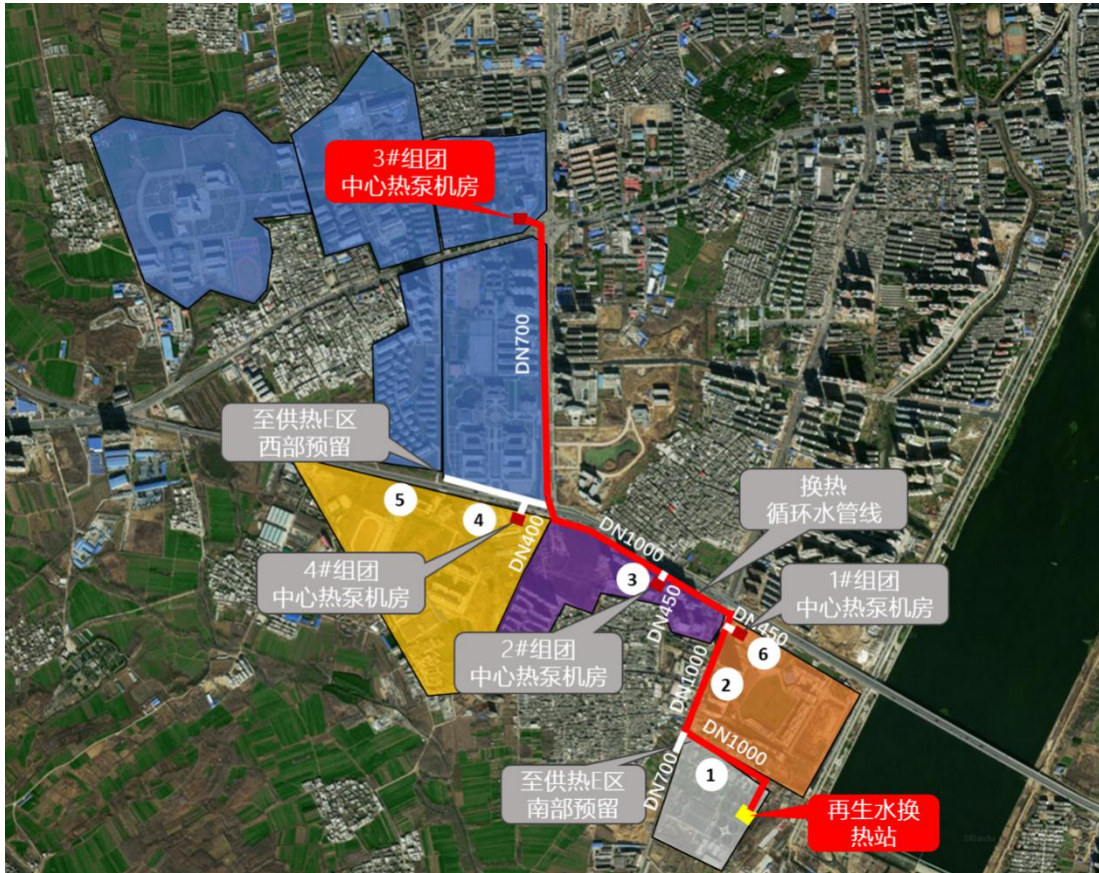 3#组团
中心热泵机房
DN700
至供热E区
西部预留
5
4
换热
循环水管线
DN400
DN1000
4#组团
中心热泵机房
3
1#组团
中心热泵机房
DN450
DN450
2#组团
中心热泵机房
6
2
DN1000
DN1000
至供热E区
南部预留
DN700
1
再生水换
热站